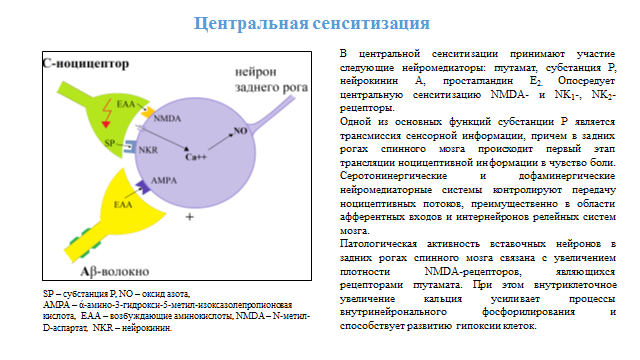 Центральная сенситизация
С-ноцицептор
нейрон
заднего рога
EAA
NMDA
SP
NKR
NO
Ca++
AMPA
EAA
+
Аβ-волокно
SP – субстанция P, NO – оксид азота,
AMPA – ά-амино-3-гидрокси-5-метил-изоксазолепропионовая
кислота, EAA – возбуждающие аминокислоты, NMDA – N-метил-
D-аспартат, NKR – нейрокинин.
В центральной сенситизации принимают участие
следующие нейромедиаторы: глутамат, субстанция P,
нейрокинин А, простагландин E2. Опосредует
центральную сенситизацию NMDA- и NK1-, NK2-
рецепторы.
Одной из основных функций субстанции P является
трансмиссия сенсорной информации, причем в задних
рогах спинного мозга происходит первый этап
трансляции ноцицептивной информации в чувство боли.
Серотонинергические и дофаминергические
нейромедиаторные системы контролируют передачу
ноцицептивных потоков, преимущественно в области
афферентных входов и интернейронов релейных систем
мозга.
Патологическая активность вставочных нейронов в
задних рогах спинного мозга связана с увеличением
плотности NMDA-рецепторов, являющихся
рецепторами глутамата. При этом внутриклеточное
увеличение кальция усиливает процессы
внутринейронального фосфорилирования и
способствует развитию гипоксии клеток.